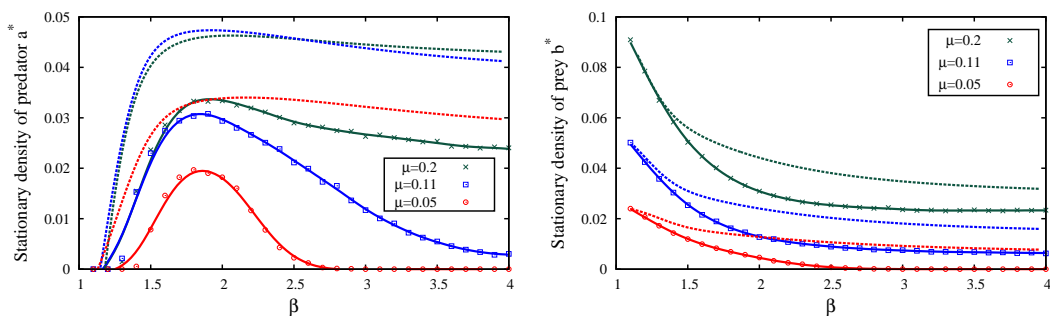 Stationary density of predator a*
0.05
0.04
0.03
0.02
0.01
0
1
1.5
2
2.5
3
3.5
4
β
μ=0.2
μ=0.11
μ=0.05
Stationary density of prey b*
0.1
0.08
0.06
0.04
0.02
0
1
1.5
2
2.5
3
3.5
4
β
μ=0.2
μ=0.11
μ=0.05